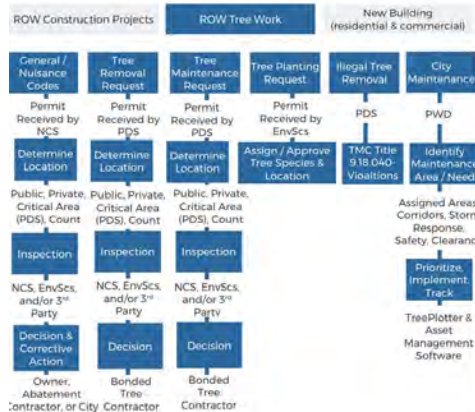 ROW Construction Projects
ROW Tree Work
New Building
(residential & commercial)
General /
Nuisance
Codes
Permit
Received by
NCS
Determine
Location
Public, Private,
Critical Area
(PDS), Count
Inspection
NCS, EnvScs,
and/or 3rd
Party
Decision &
Corrective
Action
Owner,
Abatement
Contractor, or City
Tree
Removal
Request
Permit
Received by
PDS
Determine
Location
Public, Private,
Critical Area
(PDS), Count
Inspection
NCS, EnvScs,
and/or 3rd
Party
Decision
Bonded
Tree
Contractor
Tree
Maintenance
Request
Permit
Received by
PDS
Determine
Location
Public, Private,
Critical Area
(PDS), Count
Inspection
NCS, EnvScs,
and/or 3rd
Party
Decision
Bonded
Tree
Contractor
Tree Planting
Request
Permit
Received by
EnvScs
Assign / Approve
Tree Species &
Location
Illegal Tree
Removal
PDS
TMC Title
9.18.040-
Vioaltions
City
Maintenance
PWD
Identify
Maintenance
Area / Need
Assigned Areas
Corridors, Storm
Response,
Safety, Clearanc
Prioritize,
Implement,
Track
TreePlotter &
Asset
Management
Software